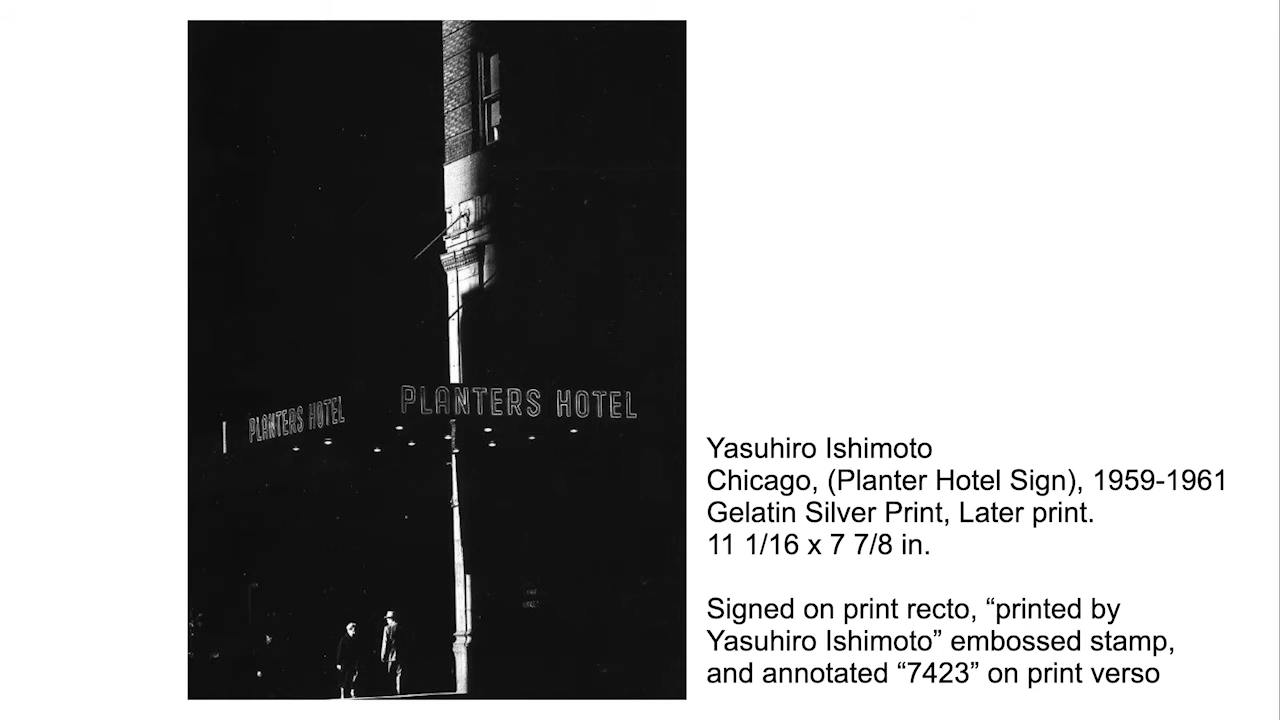 PLANTERS HOTEL
PLANTERS HOTEL
Yasuhiro Ishimoto
Chicago, (Planter Hotel Sign), 1959-1961
Gelatin Silver Print, Later print.
11 1/16 x 7 7/8 in.
Signed on print recto, “printed by
Yasuhiro Ishimoto” embossed stamp,
and annotated “7423” on print verso